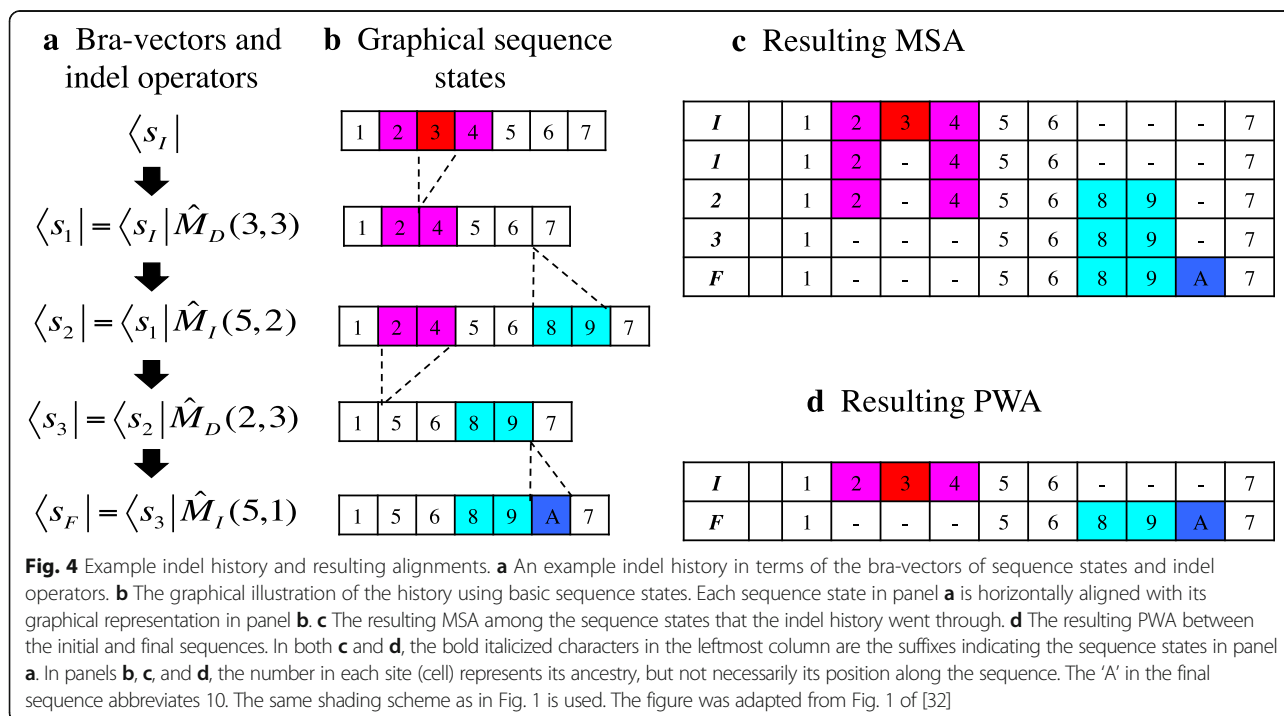 a Bra-vectors and
indel operators
⟨s_I|
⟨s_1| = ⟨s_I| M̂_D(3,3)
⟨s_2| = ⟨s_1| M̂_I(5,2)
⟨s_3| = ⟨s_2| M̂_D(2,3)
⟨s_F| = ⟨s_3| M̂_I(5,1)
b Graphical sequence
states
1 2 3 4 5 6 7
1 2 4 5 6 7
1 2 4 5 6 8 9 7
1 5 6 8 9 7
1 5 6 8 9 A 7
c Resulting MSA
I 1 2 3 4 5 6 - - - 7
1 1 2 - 4 5 6 - - - 7
2 1 2 - 4 5 6 8 9 - 7
3 1 - - - 5 6 8 9 - 7
F 1 - - - 5 6 8 9 A 7
d Resulting PWA
I 1 2 3 4 5 6 - - - 7
F 1 - - - 5 6 8 9 A 7
Fig. 4 Example indel history and resulting alignments. a An example indel history in terms of the bra-vectors of sequence states and indel
operators. b The graphical illustration of the history using basic sequence states. Each sequence state in panel a is horizontally aligned with its
graphical representation in panel b. c The resulting MSA among the sequence states that the indel history went through. d The resulting PWA between
the initial and final sequences. In both c and d, the bold italicized characters in the leftmost column are the suffixes indicating the sequence states in panel
a. In panels b, c, and d, the number in each site (cell) represents its ancestry, but not necessarily its position along the sequence. The 'A' in the final
sequence abbreviates 10. The same shading scheme as in Fig. 1 is used. The figure was adapted from Fig. 1 of [32]